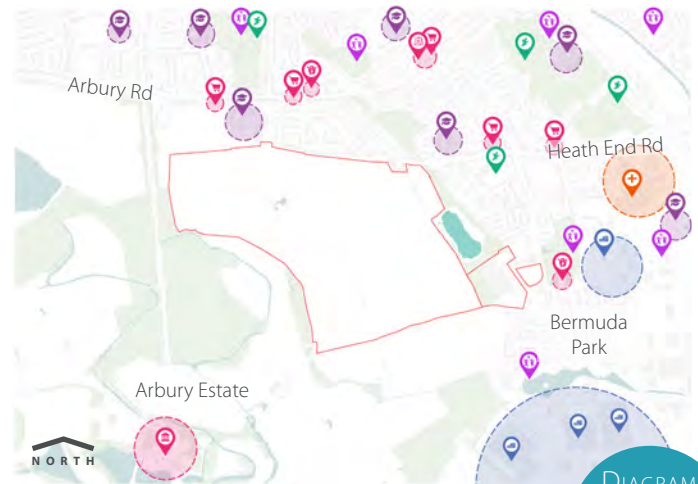 Arbury Rd
Heath End Rd
Bermuda
Park
Arbury Estate
NORTH
DIAGRAM